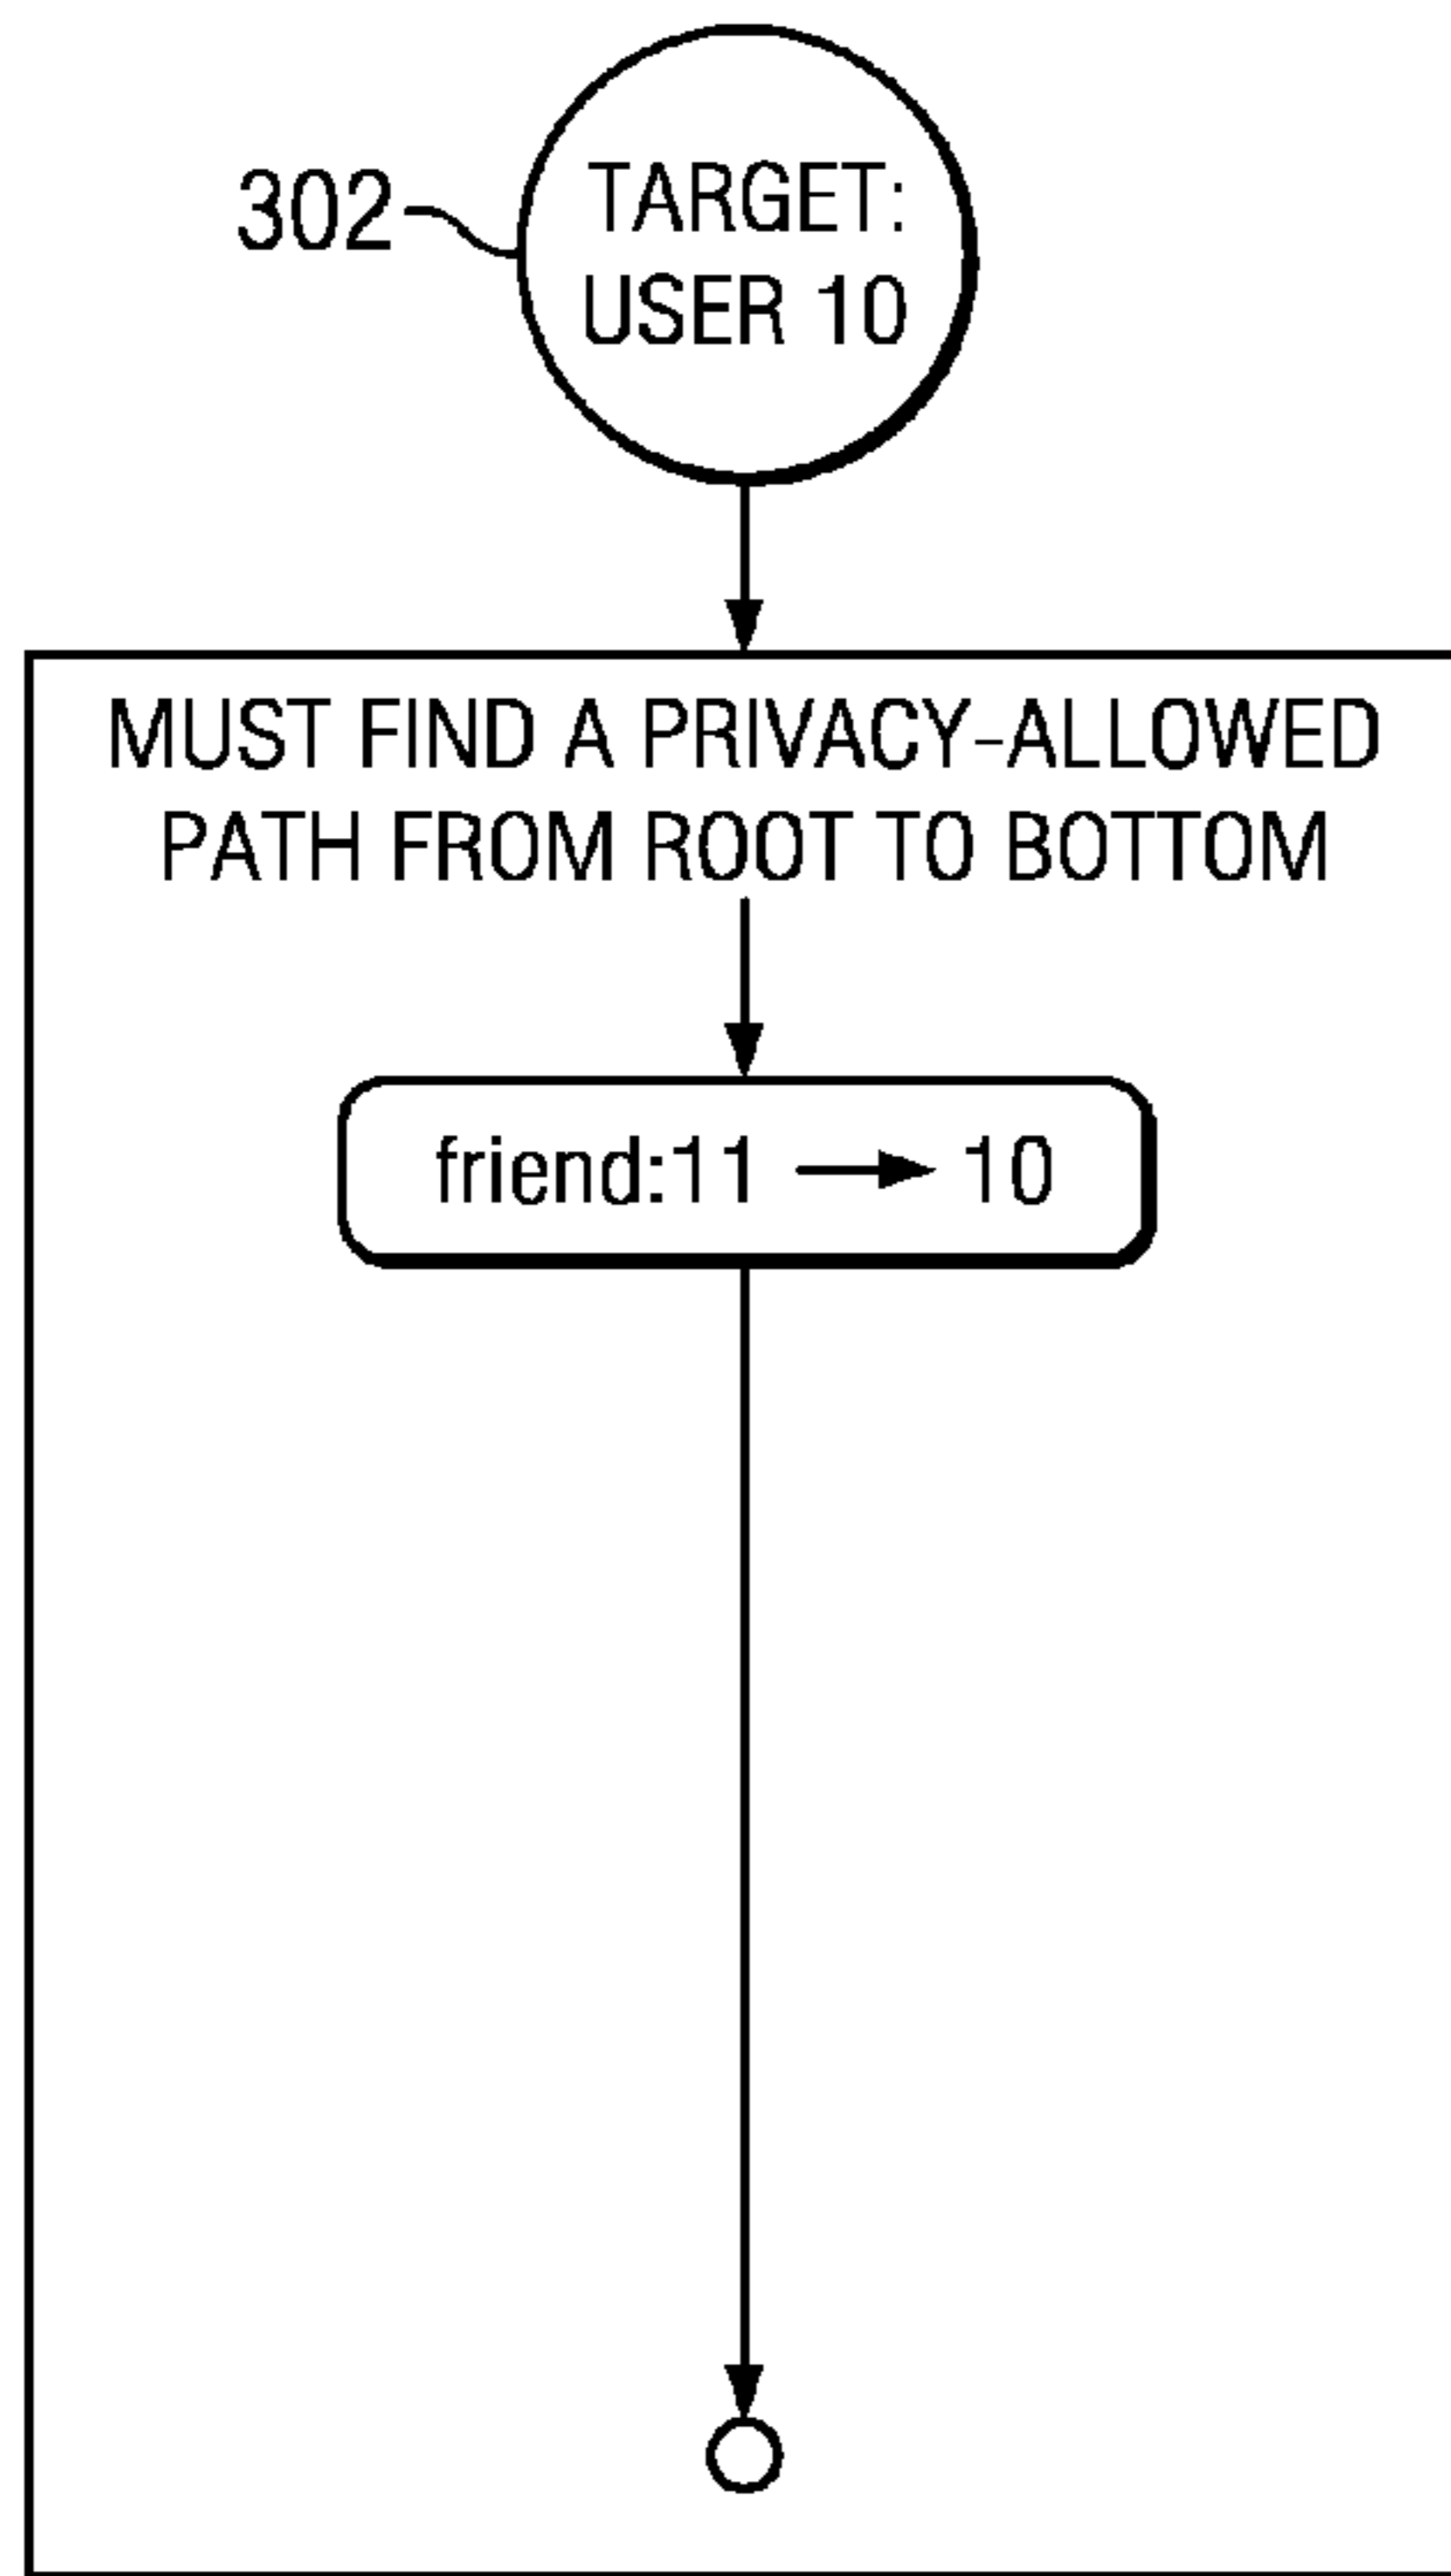 302
TARGET:
USER 10
MUST FIND A PRIVACY-ALLOWED
PATH FROM ROOT TO BOTTOM
friend:11 → 10